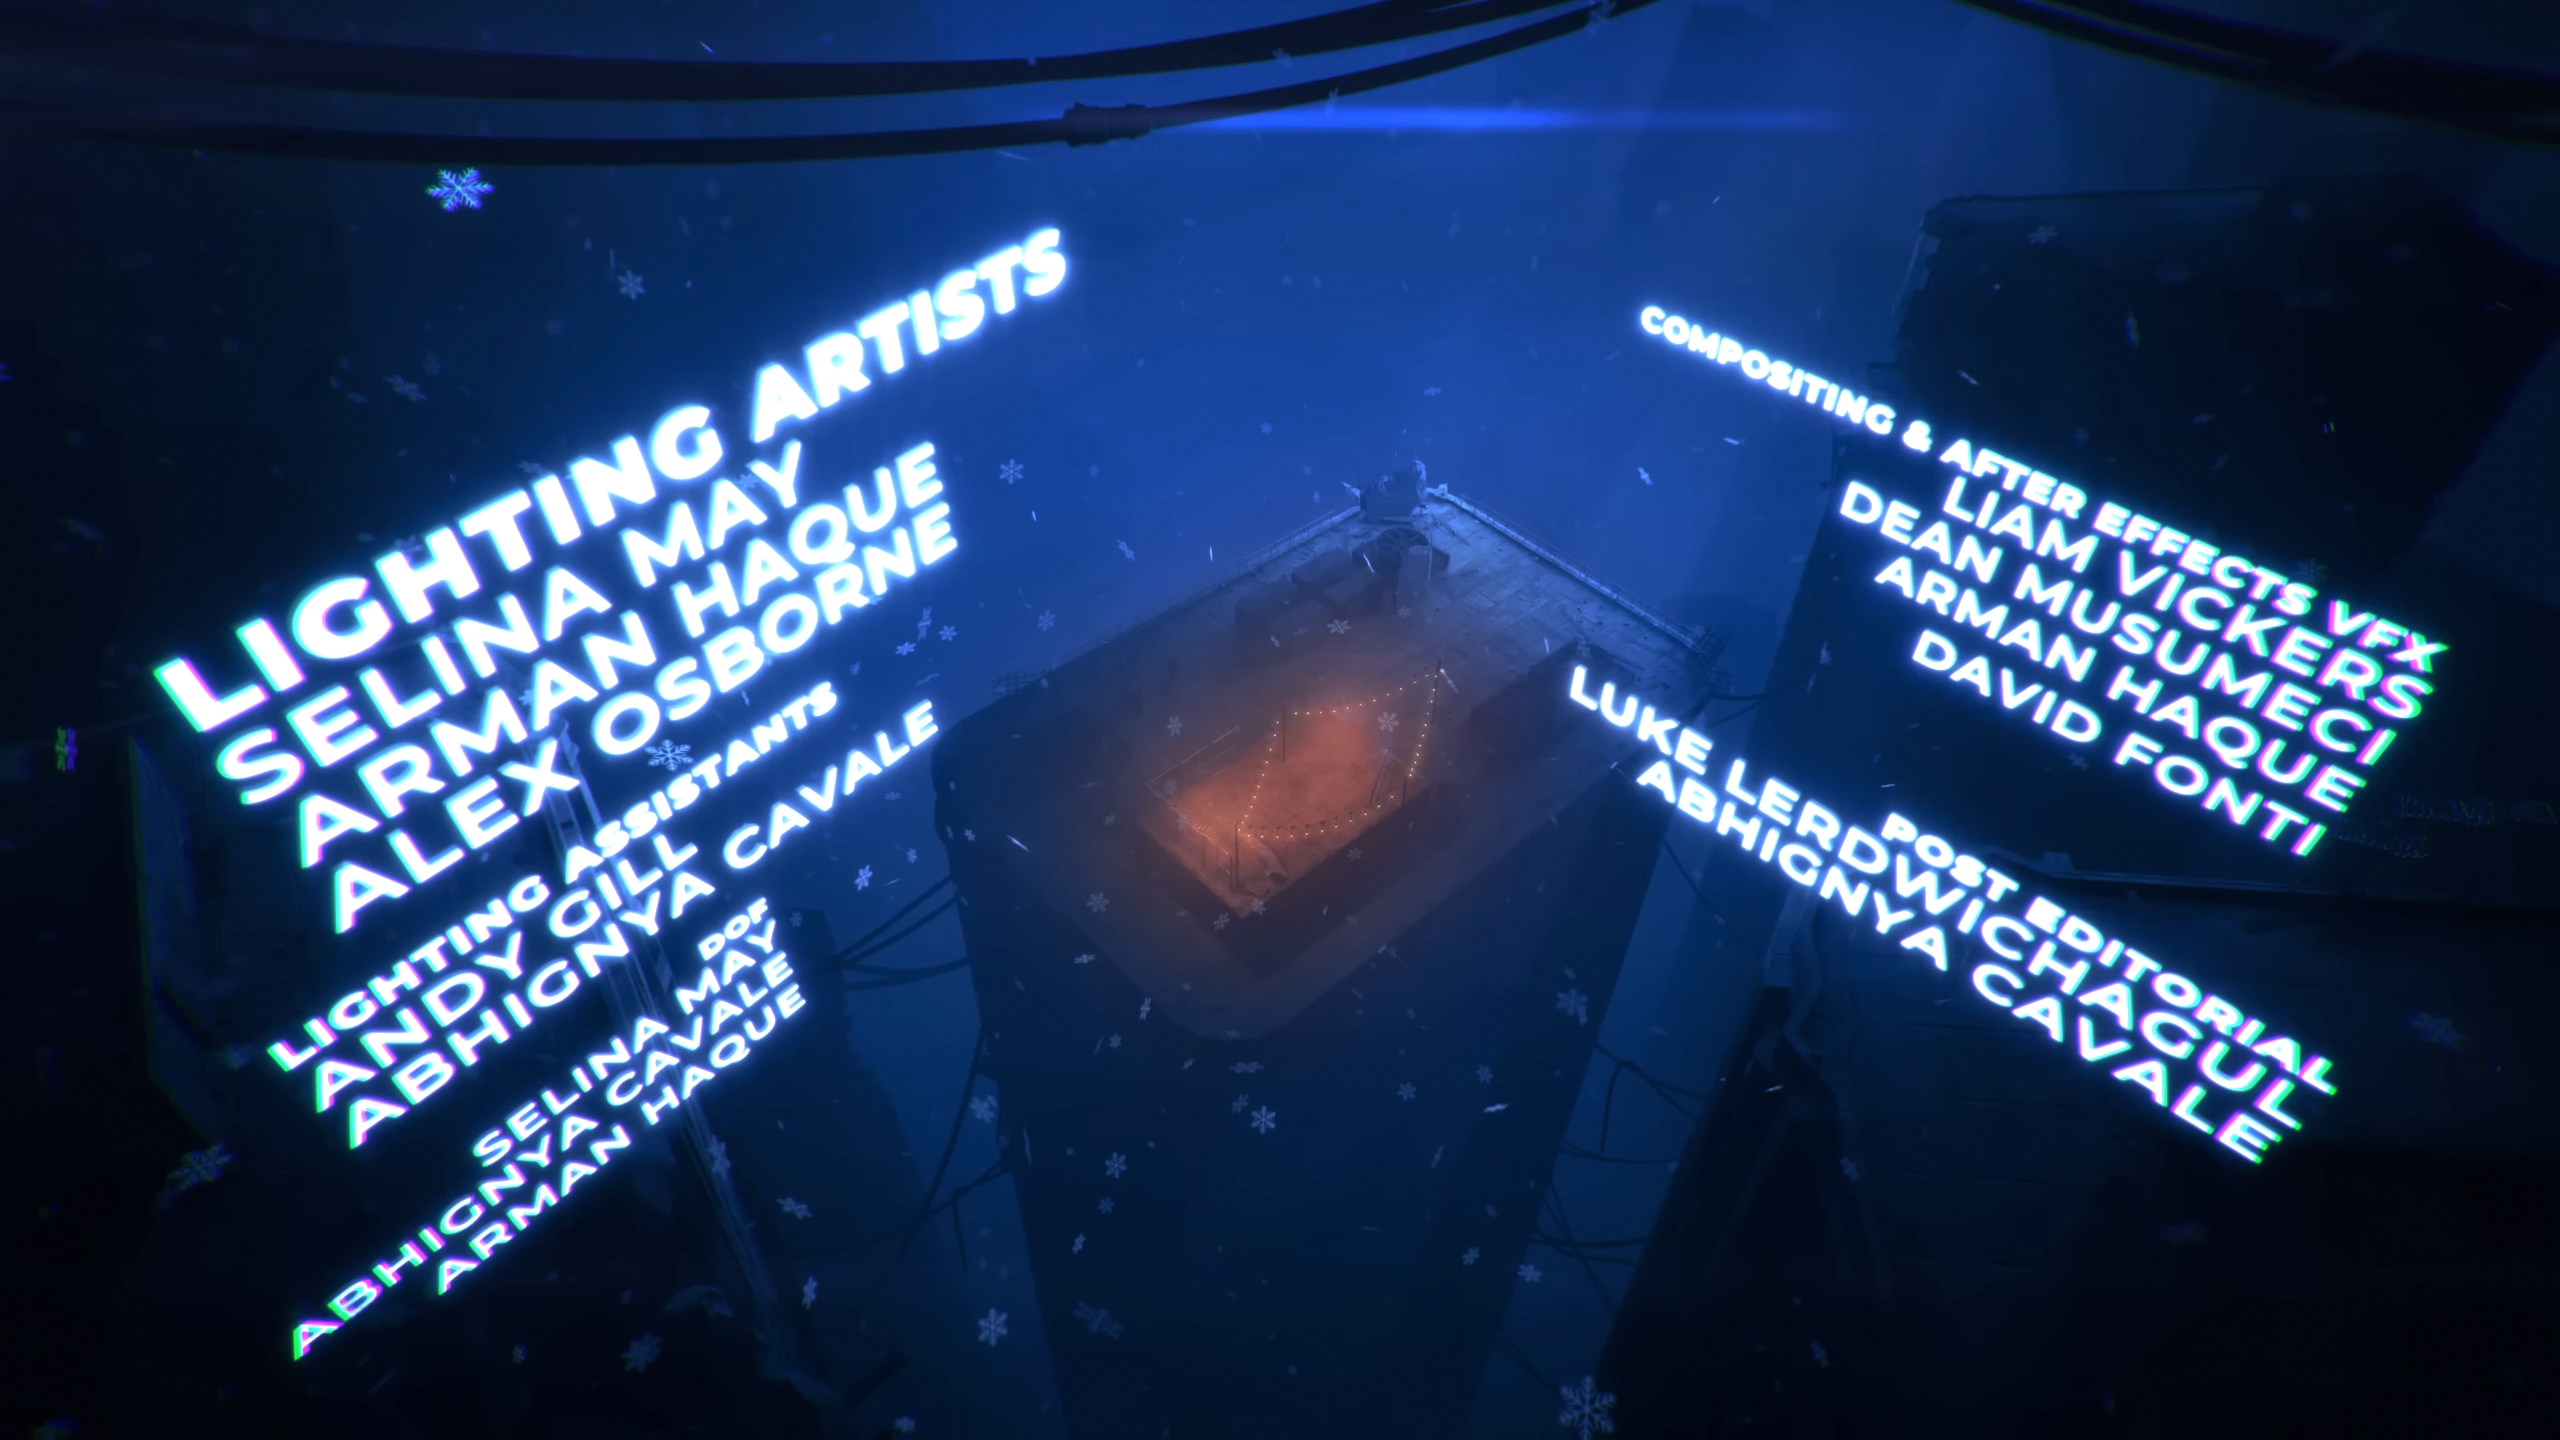 LIGHTING ARTISTS
SELINA MAY
ARMAN HAQUE
ALEX OSBORNE
LIGHTING ASSISTANTS
ANDY GILL
ABHIGNYA CAVALE
DOF
SELINA MAY
ABHIGNYA CAVALE
ARMAN HAQUE
COMPOSITING & AFTER EFFECTS VFX
LIAM VICKERS
DEAN MUSUMECI
ARMAN HAQUE
DAVID FONTI
POST EDITORIAL
LUKE LERDWICHAGUL
ABHIGNYA CAVALE